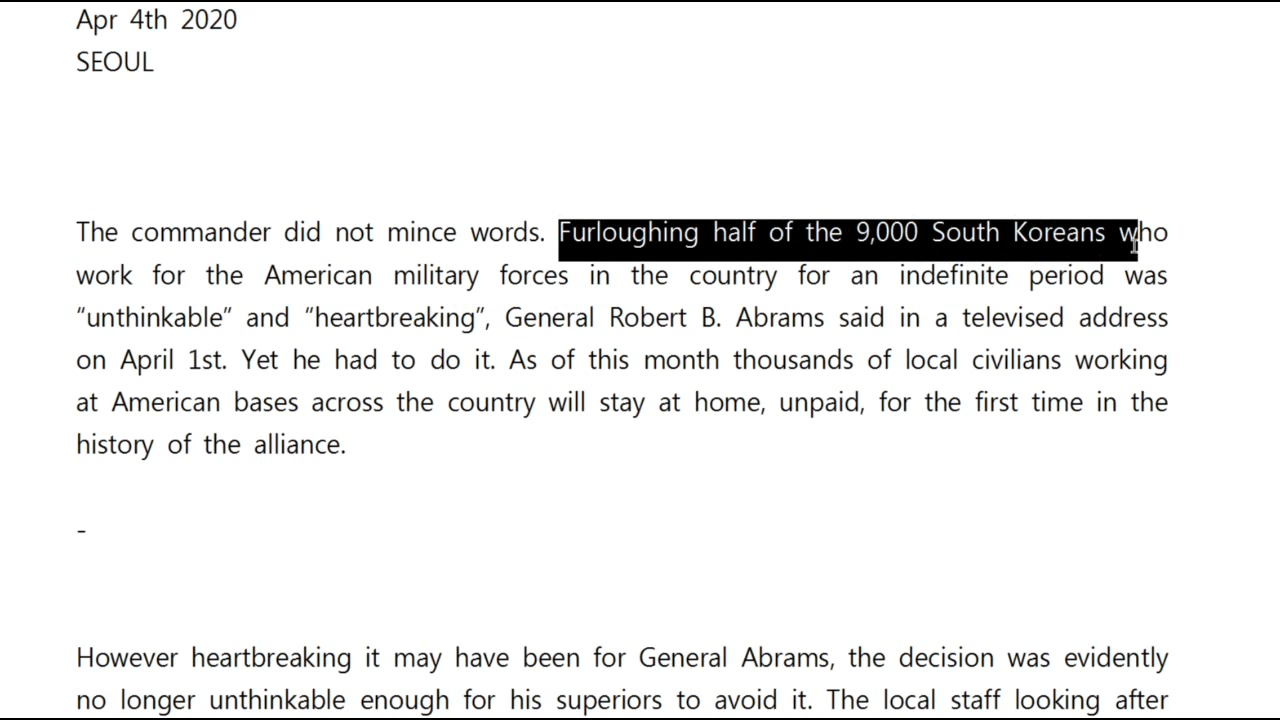 Apr 4th 2020
SEOUL
The commander did not mince words. Furloughing half of the 9,000 South Koreans who
work for the American military forces in the country for an indefinite period was
“unthinkable” and “heartbreaking”, General Robert B. Abrams said in a televised address
on April 1st. Yet he had to do it. As of this month thousands of local civilians working
at American bases across the country will stay at home, unpaid, for the first time in the
history of the alliance.
-
However heartbreaking it may have been for General Abrams, the decision was evidently
no longer unthinkable enough for his superiors to avoid it. The local staff looking after